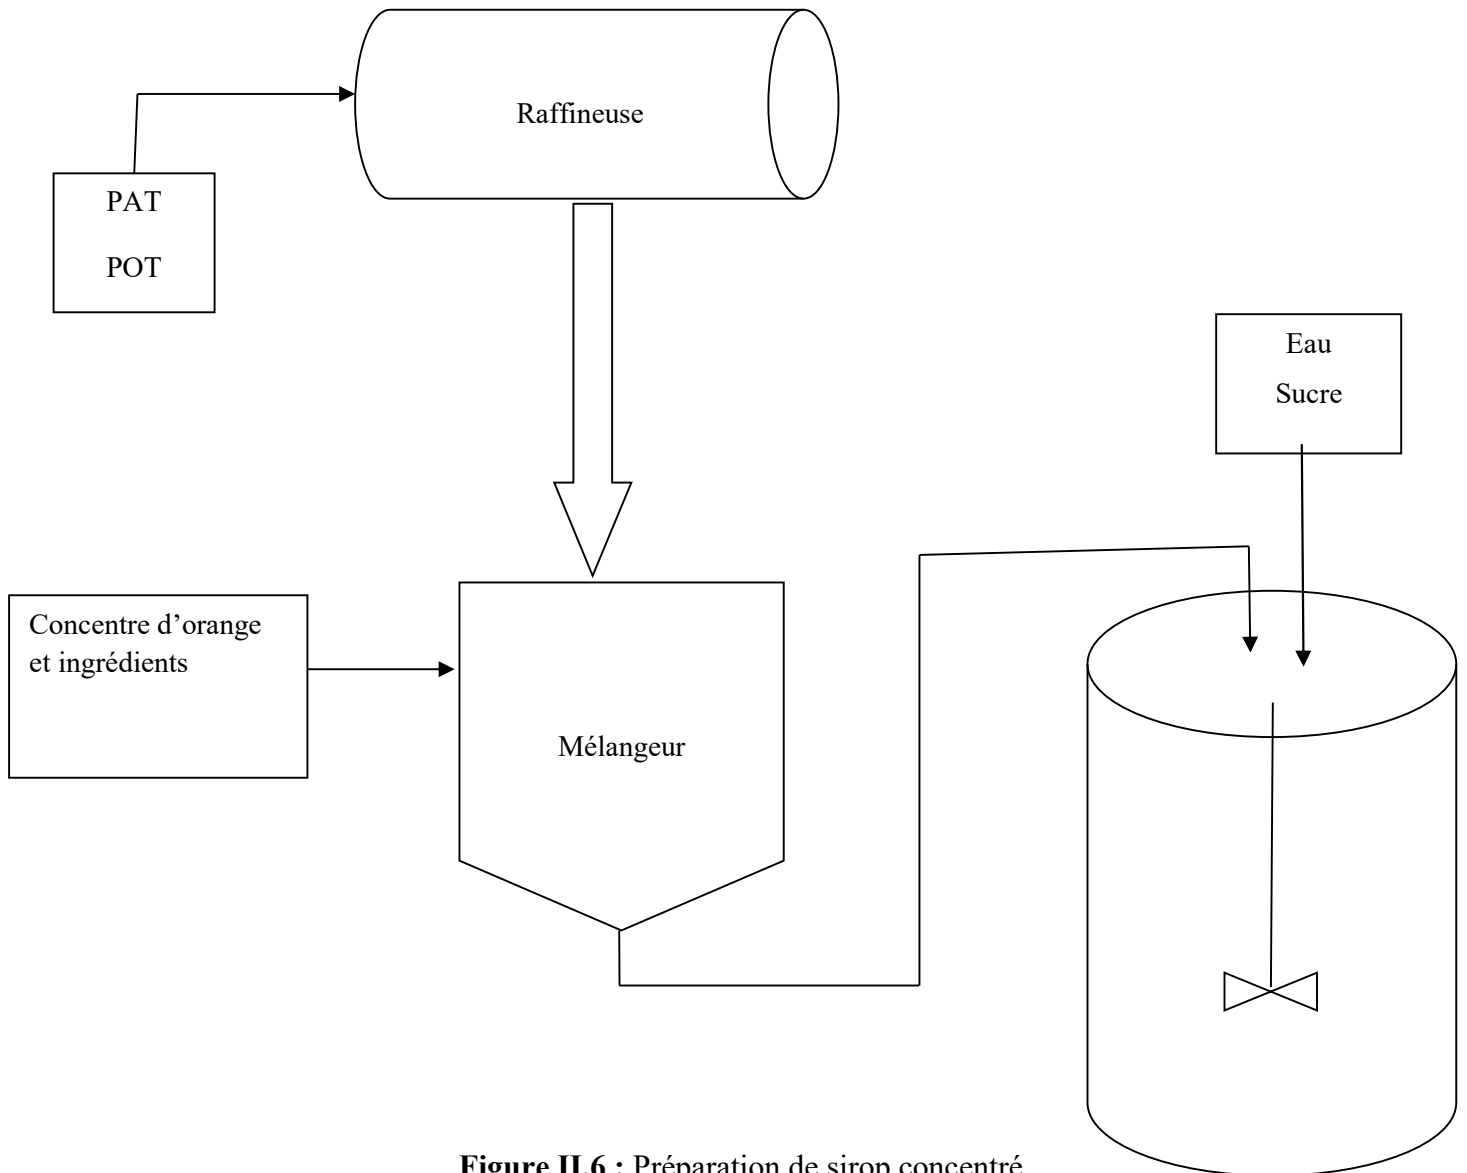 Raffineuse
PAT
POT
Eau
Sucre
Concentre d’orange
et ingrédients
Mélangeur
Figure II.6 : Préparation de sirop concentré